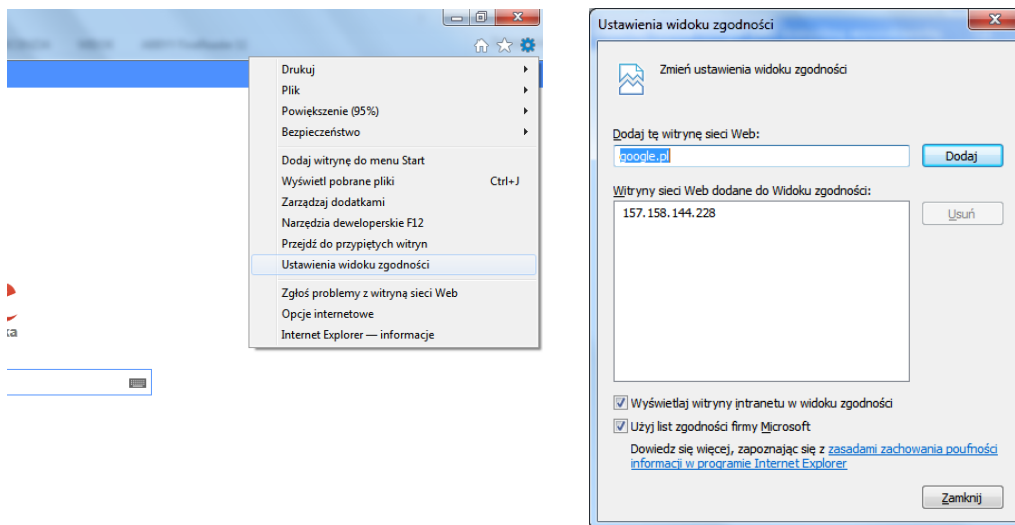 Drukuj
Plik
Powiększenie (95%)
Bezpieczeństwo
Dodaj witrynę do menu Start
Wyświetl pobrane pliki Ctrl+J
Zarządzaj dodatkami
Narzędzia deweloperskie F12
Przejdź do przypiętych witryn
Ustawienia widoku zgodności
Zgłoś problemy z witryną sieci Web
Opcje internetowe
Internet Explorer — informacje
Ustawienia widoku zgodności
Zmień ustawienia widoku zgodności
Dodaj tę witrynę sieci Web:
google.pl Dodaj
Witryny sieci Web dodane do Widoku zgodności:
157.158.144.228 Usuń
Wyświetlaj witryny intranetu w widoku zgodności
Użyj list zgodności firmy Microsoft
Dowiedz się więcej, zapoznając się z zasadami zachowania poufności
informacji w programie Internet Explorer
Zamknij